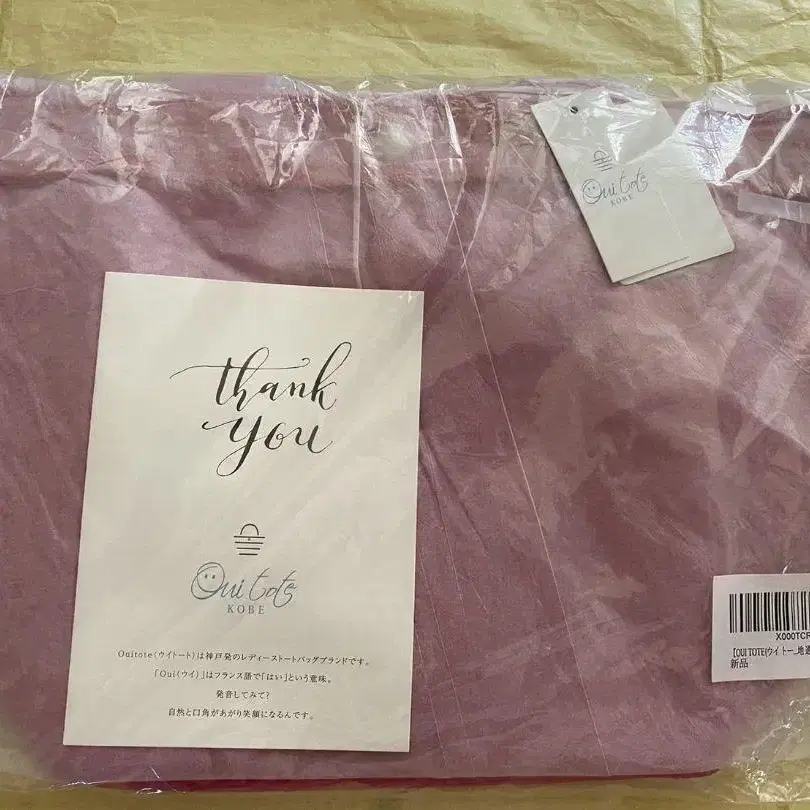 Oui tote
KOBE
thank
you
Oui tote
KOBE
Ouitote(ウイトート)は神戸発のレディーストートバッグブランドです。
「Oui(ウイ)」はフランス語で「はい」という意味。
発音してみて?
自然と口角があがり笑顔になるんです。
X000TCR
【OUI TOTE(ウイ トー…地
新品